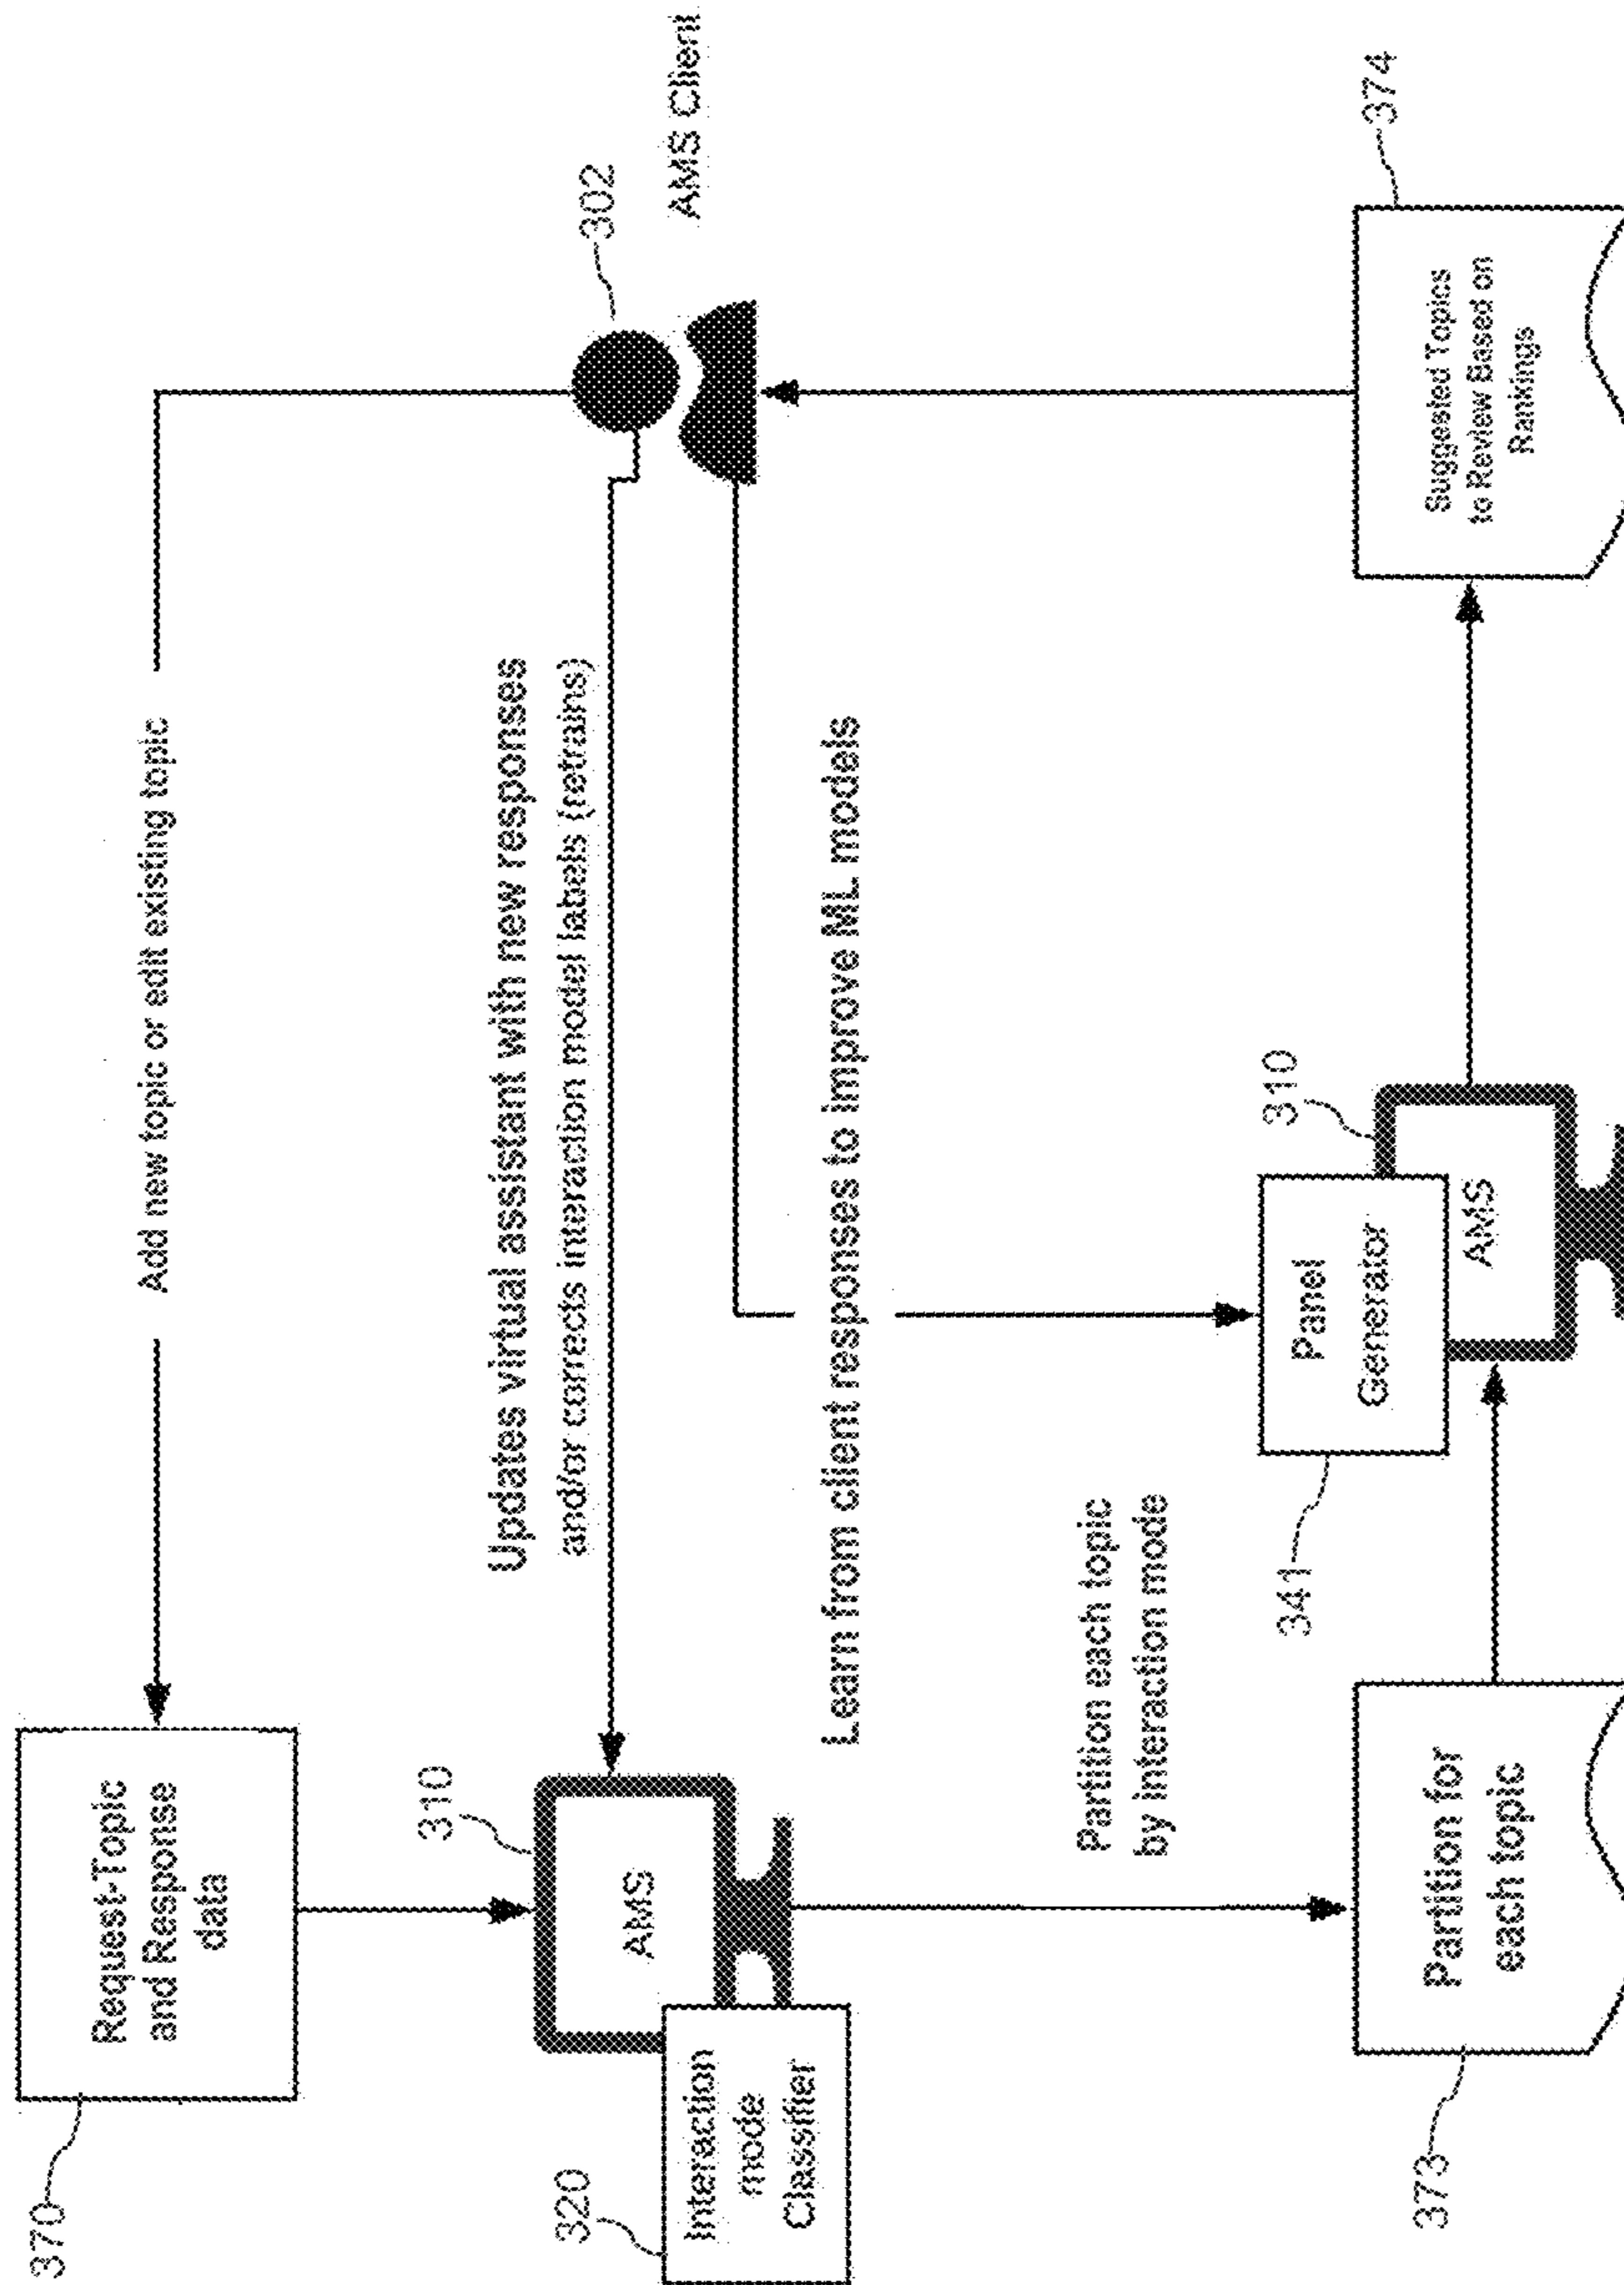 370
Request-Topic
and Response
data
Add new topic or edit existing topic
320
Interaction
mode
Classifier
310
AMS
Updates virtual assistant with new responses
and/or corrects interaction model labels (retrains)
302
AMS Client
Learn from client responses to improve ML models
Partition each topic
by interaction mode
373
Partition for
each topic
341
Panel
Generator
310
AMS
374
Suggested Topics
to Review Based on
Rankings